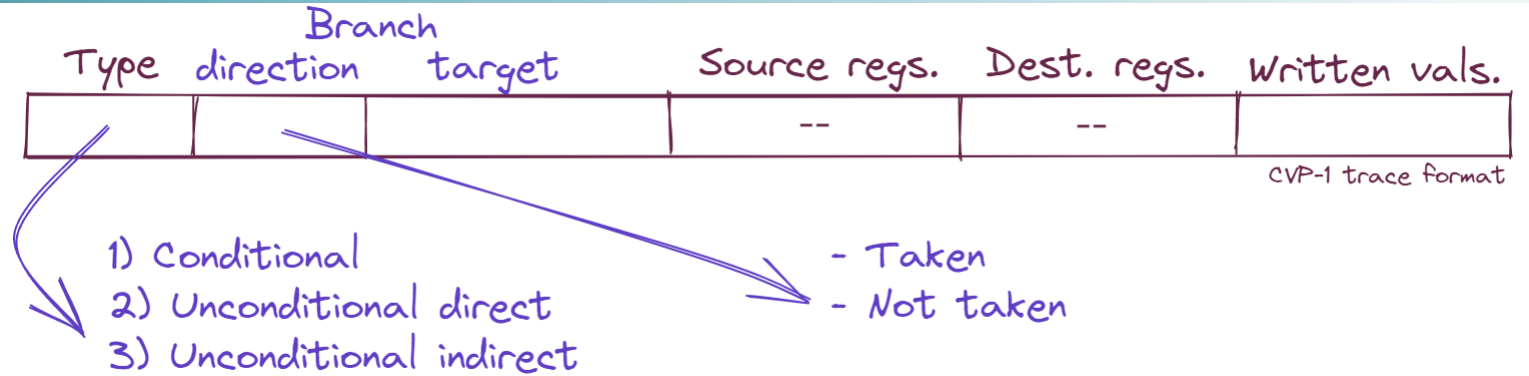 Branch
Type direction target Source regs. Dest. regs. Written vals.
-- --
CVP-1 trace format
1) Conditional
2) Unconditional direct
3) Unconditional indirect
- Taken
- Not taken